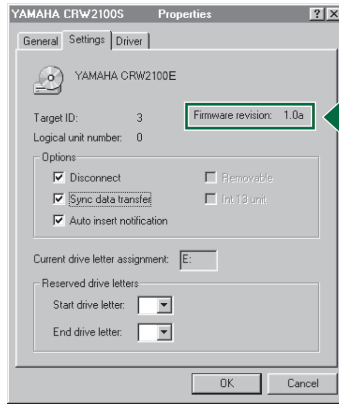 YAMAHA CRW2100S Properties
General Settings Driver
YAMAHA CRW2100E
Target ID: 3 Firmware revision: 1.0a
Logical unit number: 0
Options
Disconnect Removable
Sync data transfer Int 13 unit
Auto insert notification
Current drive letter assignment: E:
Reserved drive letters
Start drive letter:
End drive letter:
OK Cancel